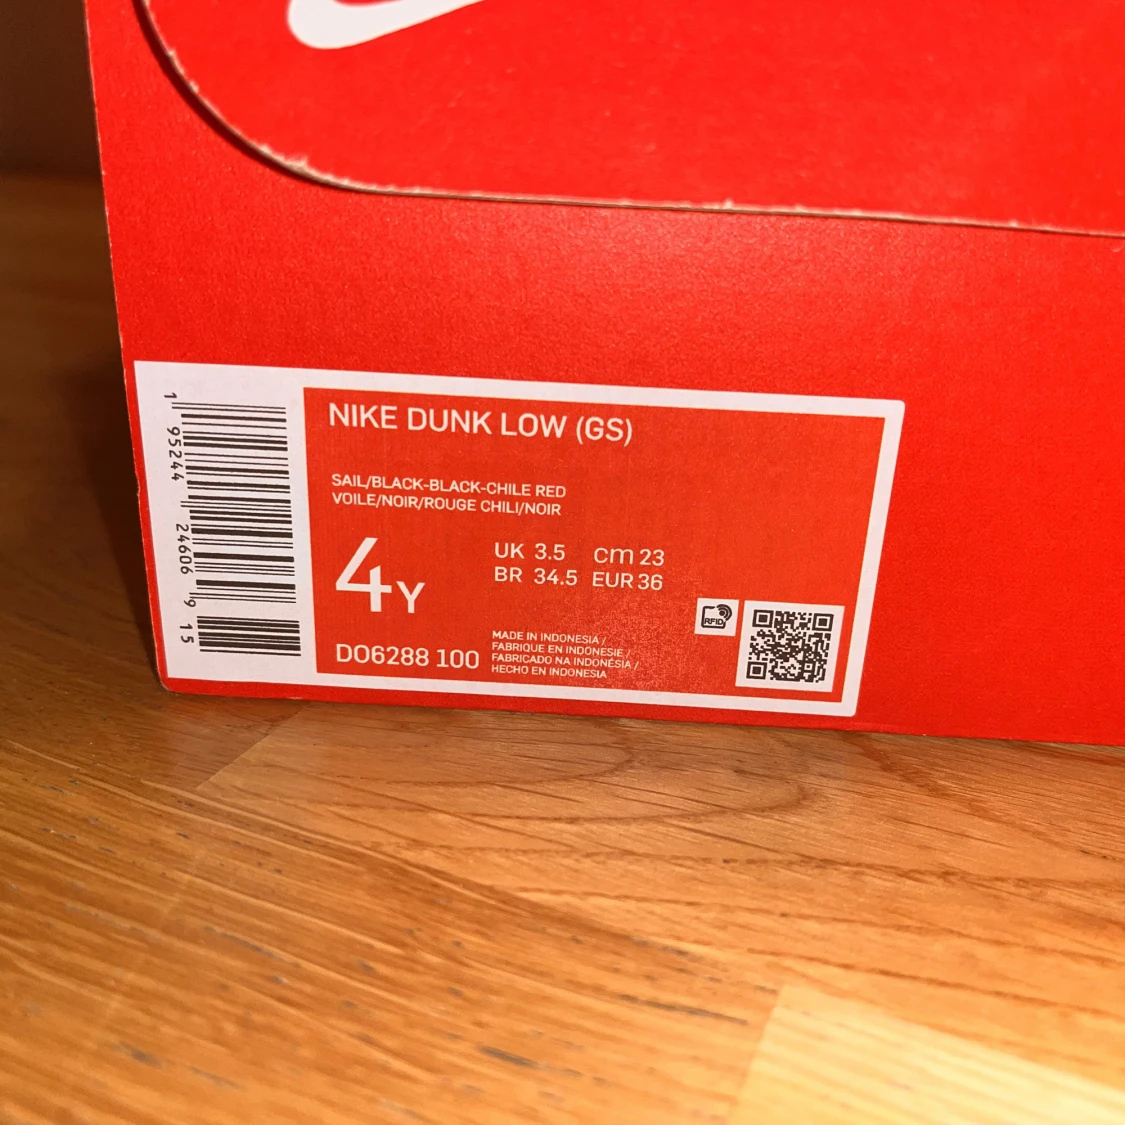 NIKE DUNK LOW (GS)
SAIL/BLACK-BLACK-CHILE RED
VOILE/NOIR/ROUGE CHILI/NOIR
4Y
UK 3.5 cm 23
BR 34.5 EUR 36
DO6288 100
MADE IN INDONESIA /
FABRIQUE EN INDONESIE /
FABRICADO NA INDONÉSIA /
HECHO EN INDONESIA
RFID
1 95244 24606 9 15